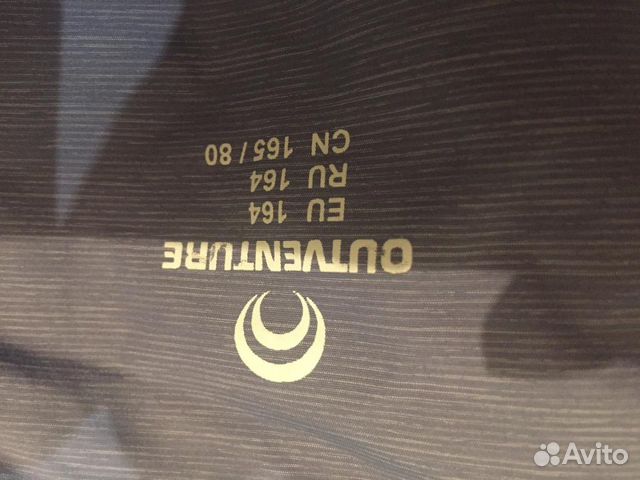 OUTVENTURE
EU 164
RU 164
CN 165 / 80
Avito